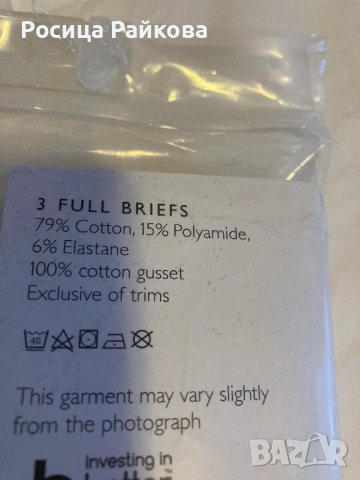 Росица Райкова
3 FULL BRIEFS
79% Cotton, 15% Polyamide,
6% Elastane
100% cotton gusset
Exclusive of trims
40
This garment may vary slightly
from the photograph
investing in
bazar